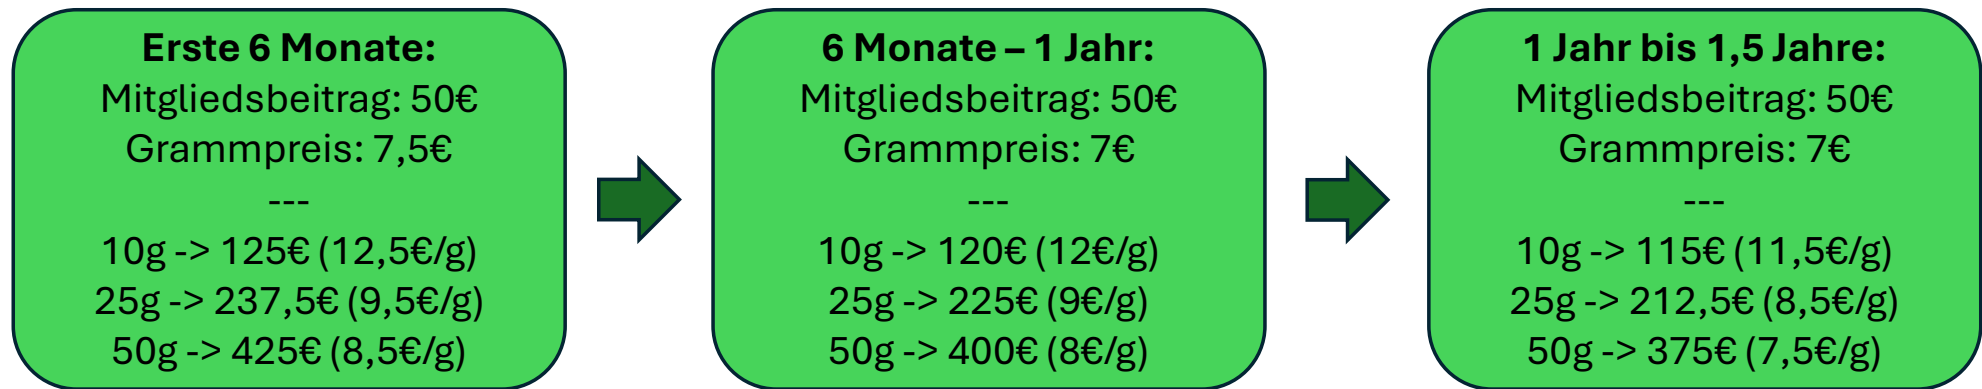 Erste 6 Monate:
Mitgliedsbeitrag: 50€
Grammpreis: 7,5€
---
10g -> 125€ (12,5€/g)
25g -> 237,5€ (9,5€/g)
50g -> 425€ (8,5€/g)
6 Monate – 1 Jahr:
Mitgliedsbeitrag: 50€
Grammpreis: 7€
---
10g -> 120€ (12€/g)
25g -> 225€ (9€/g)
50g -> 400€ (8€/g)
1 Jahr bis 1,5 Jahre:
Mitgliedsbeitrag: 50€
Grammpreis: 7€
---
10g -> 115€ (11,5€/g)
25g -> 212,5€ (8,5€/g)
50g -> 375€ (7,5€/g)